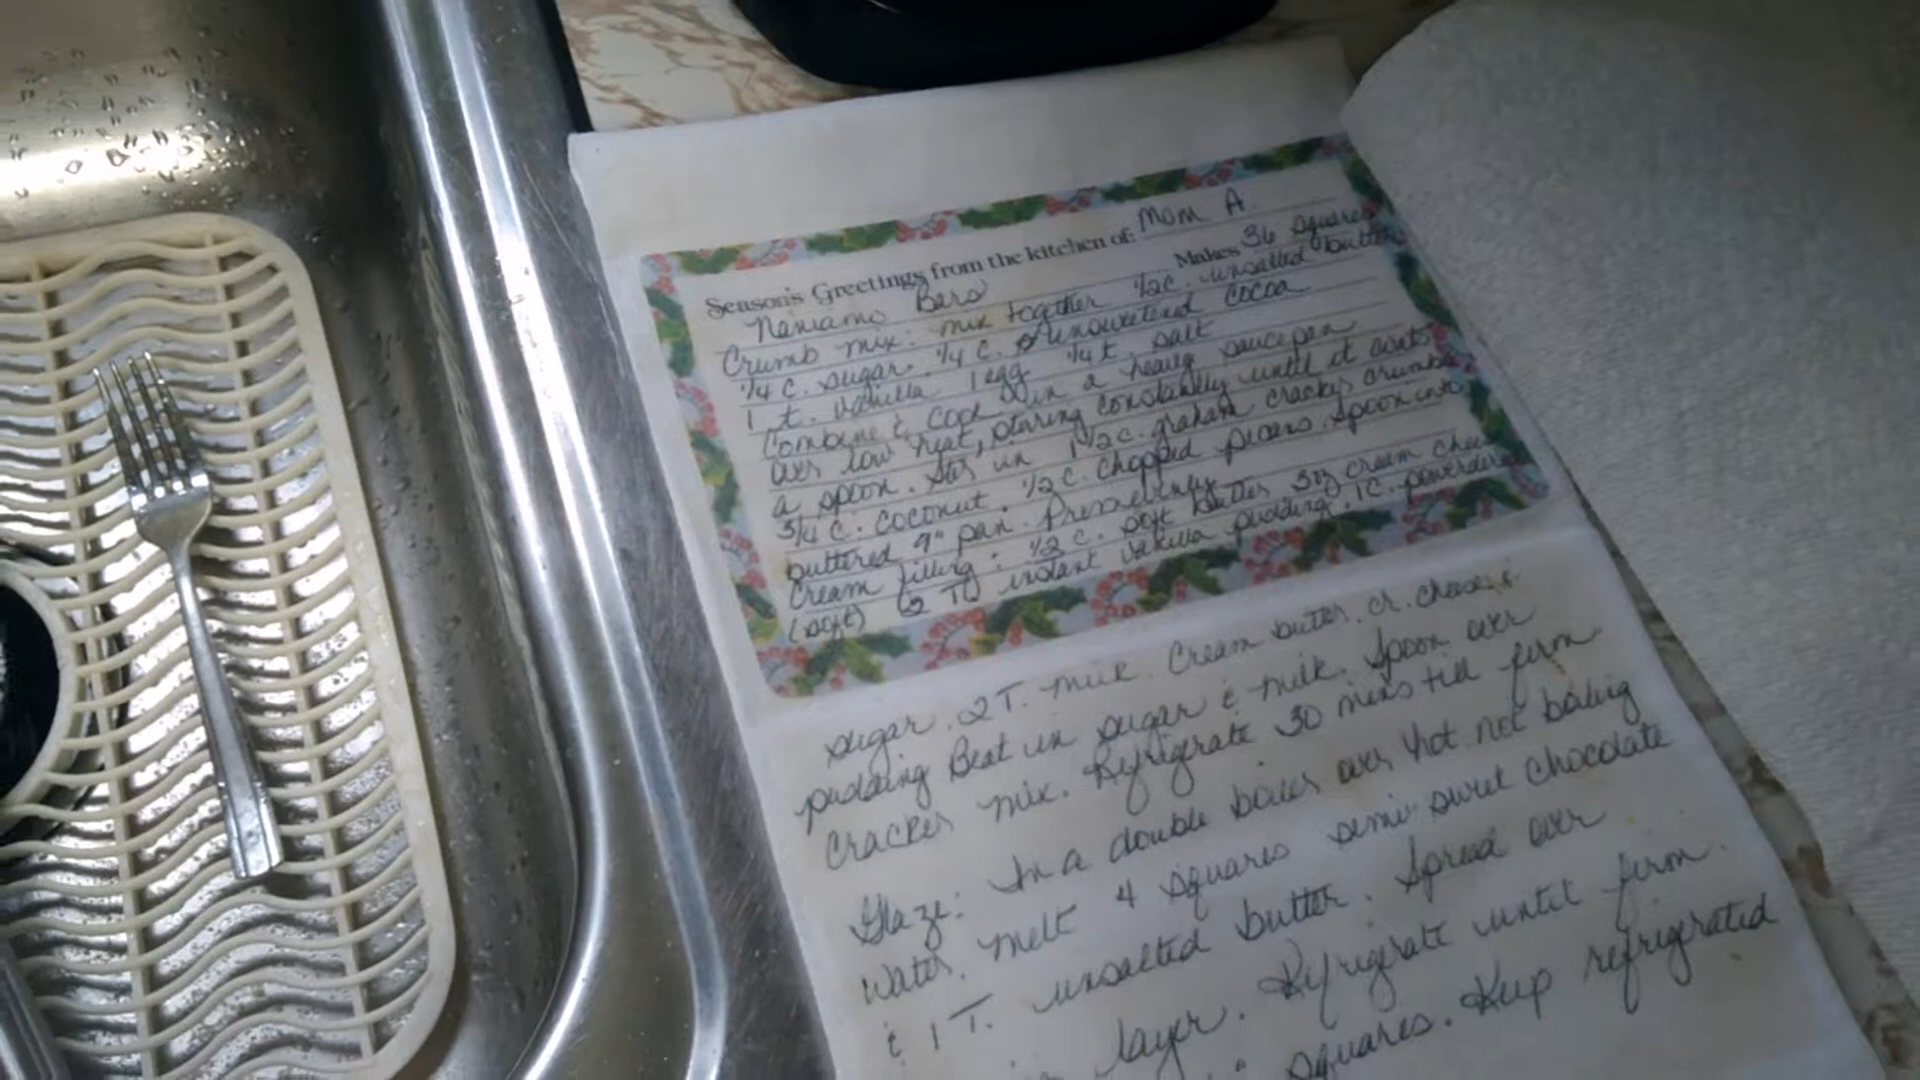 Season's Greetings from the kitchen of: Mom A
Naniamo Bars Makes 36 squares
Crumb mix: mix together 1/2 c. unsalted butter
1/4 c. sugar. 1/4 c. unsweetened cocoa
1 t. vanilla 1 egg 1/4 t. salt
Combine & cook in a heavy saucepan
over low heat, stiring constantly until it coats
a spoon. Stir in 1 1/2 c. graham cracker crumbs
3/4 c. coconut. 1/2 c. chopped pecans. Spoon into
buttered 9" pan. Press evenly
Cream filling: 1/2 c. soft butter 3 oz cream chee
(soft) 2 T instant vanilla pudding. 1 c. powdered
sugar. 2 T. milk. Cream butter. cr. cheese &
pudding Beat in sugar & milk. Spoon over
cracker mix. Refrigrate 30 mins till firm
Glaze: In a double boiler over hot not boiling
water. melt 4 squares semi-sweet chocolate
& 1 T. unsalted butter. Spread over
layer. Refrigrate until firm.
" squares. Keep refrigrated